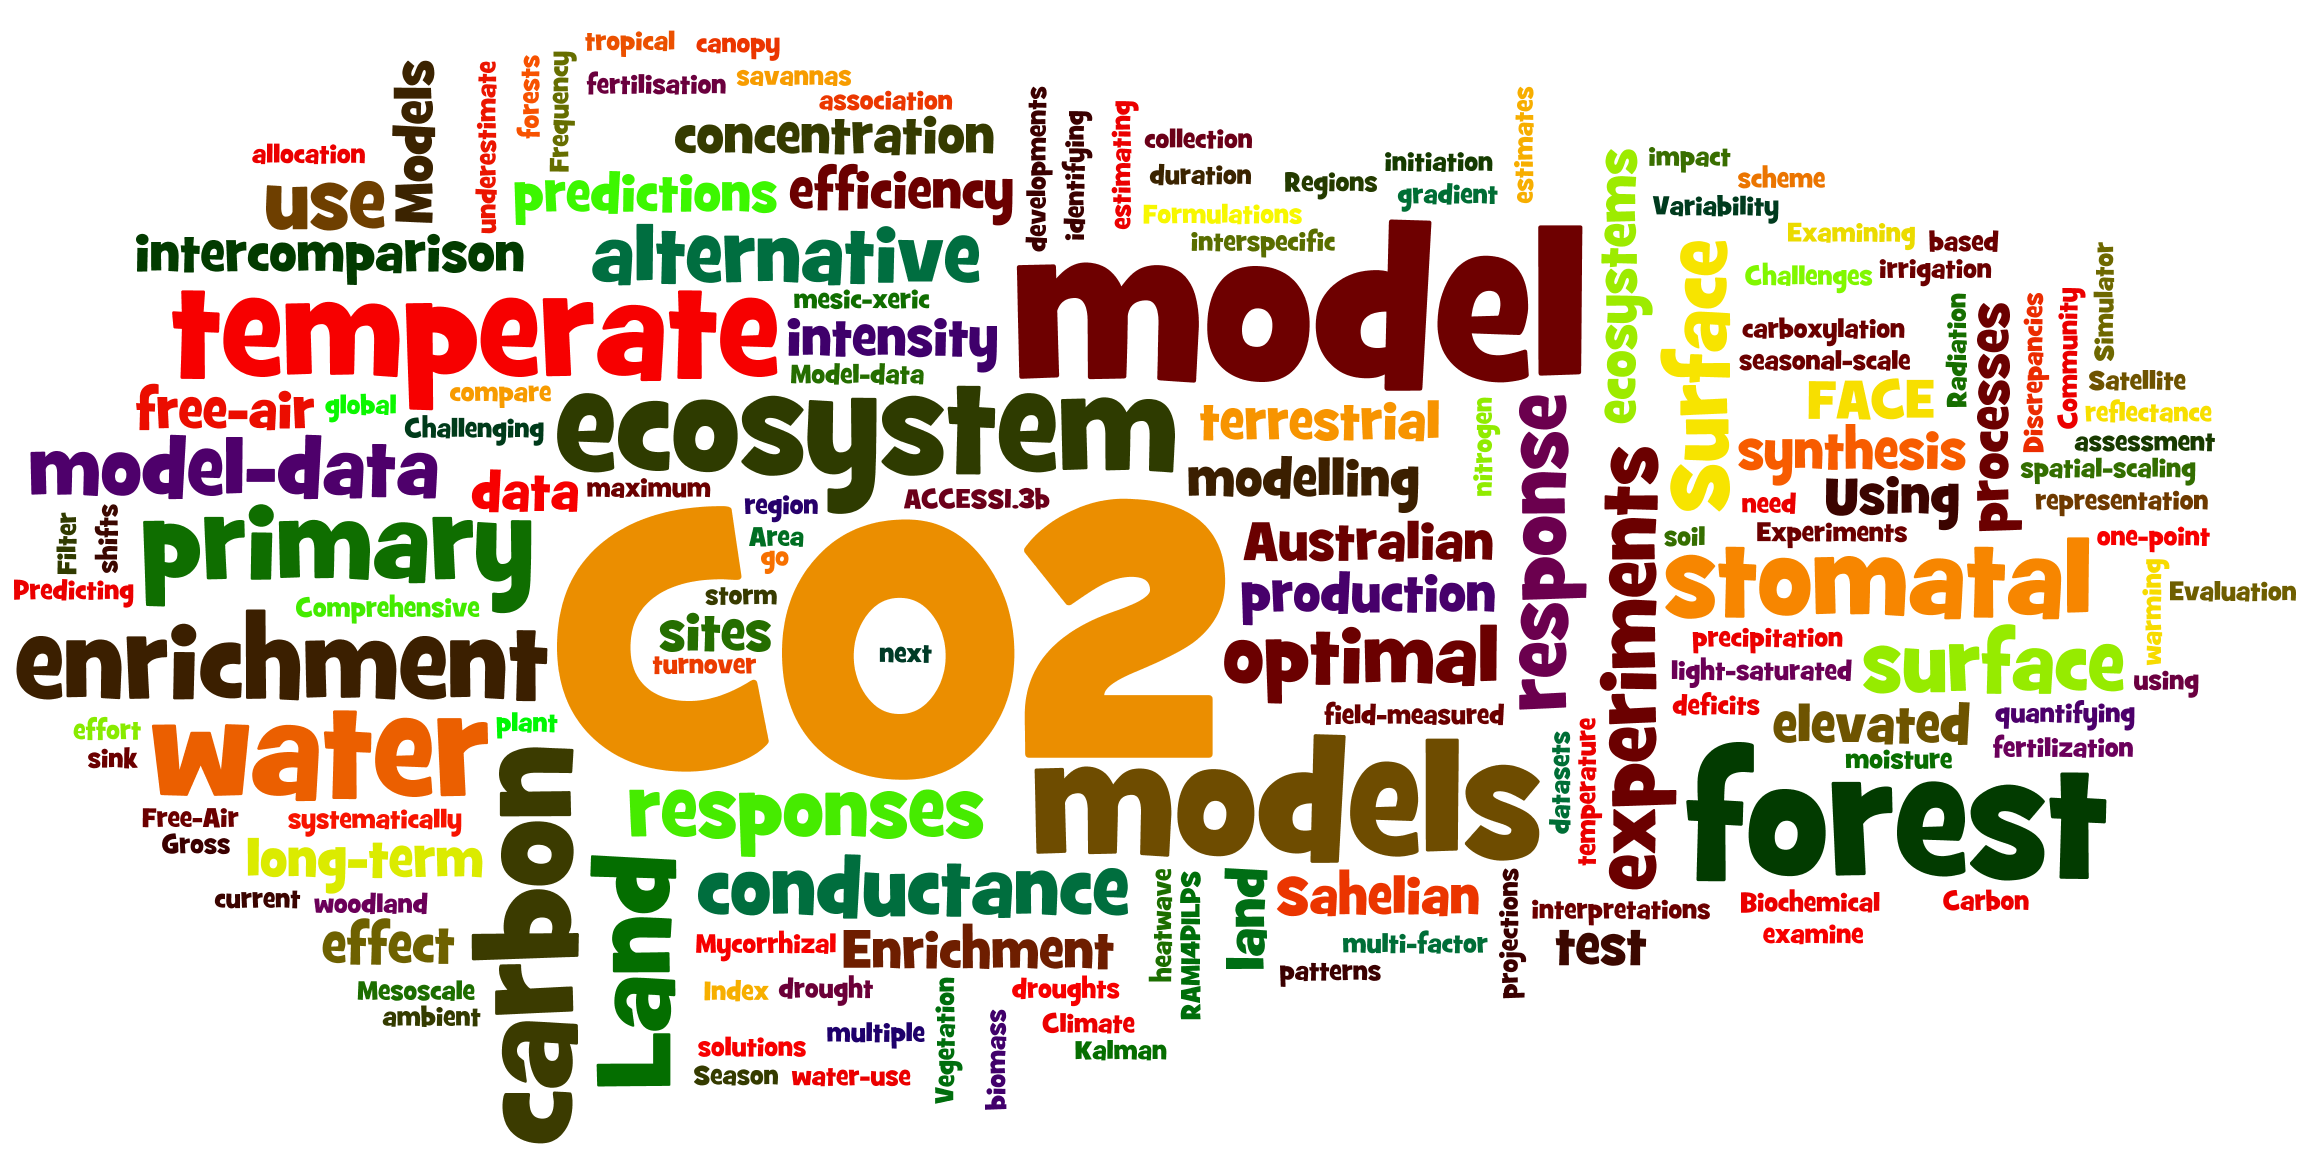 tropical
canopy
fertilisation
savannas
association
Models
underestimate
forests
Frequency
concentration
allocation
use
predictions
efficiency
intercomparison
alternative
developments
identifying
estimating
collection
duration
Regions
initiation
gradient
estimates
Formulations
interspecific
ecosystems
impact
scheme
Variability
Examining
based
Challenges
irrigation
Surface
temperate
mesic-xeric
intensity
Model-data
model
carboxylation
seasonal-scale
Radiation
processes
Discrepancies
Community
Simulator
free-air
global
compare
Challenging
ecosystem
terrestrial
nitrogen
response
FACE
Satellite
reflectance
assessment
model-data
data
maximum
region
ACCESS1.3b
modelling
experiments
synthesis
spatial-scaling
need
Using
representation
Filter
shifts
primary
Area
go
CO2
Australian
soil
Experiments
one-point
Predicting
Comprehensive
storm
production
stomatal
warming
Evaluation
enrichment
sites
turnover
next
optimal
precipitation
light-saturated
surface
using
effort
sink
water
plant
field-measured
deficits
elevated
quantifying
fertilization
moisture
carbon
responses
models
datasets
temperature
forest
Free-Air
Gross
systematically
long-term
Land
conductance
heatwave
RAMI4PILPS
land
Sahelian
projections
interpretations
Biochemical
Carbon
current
woodland
effect
Mycorrhizal
Enrichment
multi-factor
patterns
test
examine
Mesoscale
ambient
Index
drought
Vegetation
droughts
biomass
Climate
multiple
solutions
Kalman
Season
water-use